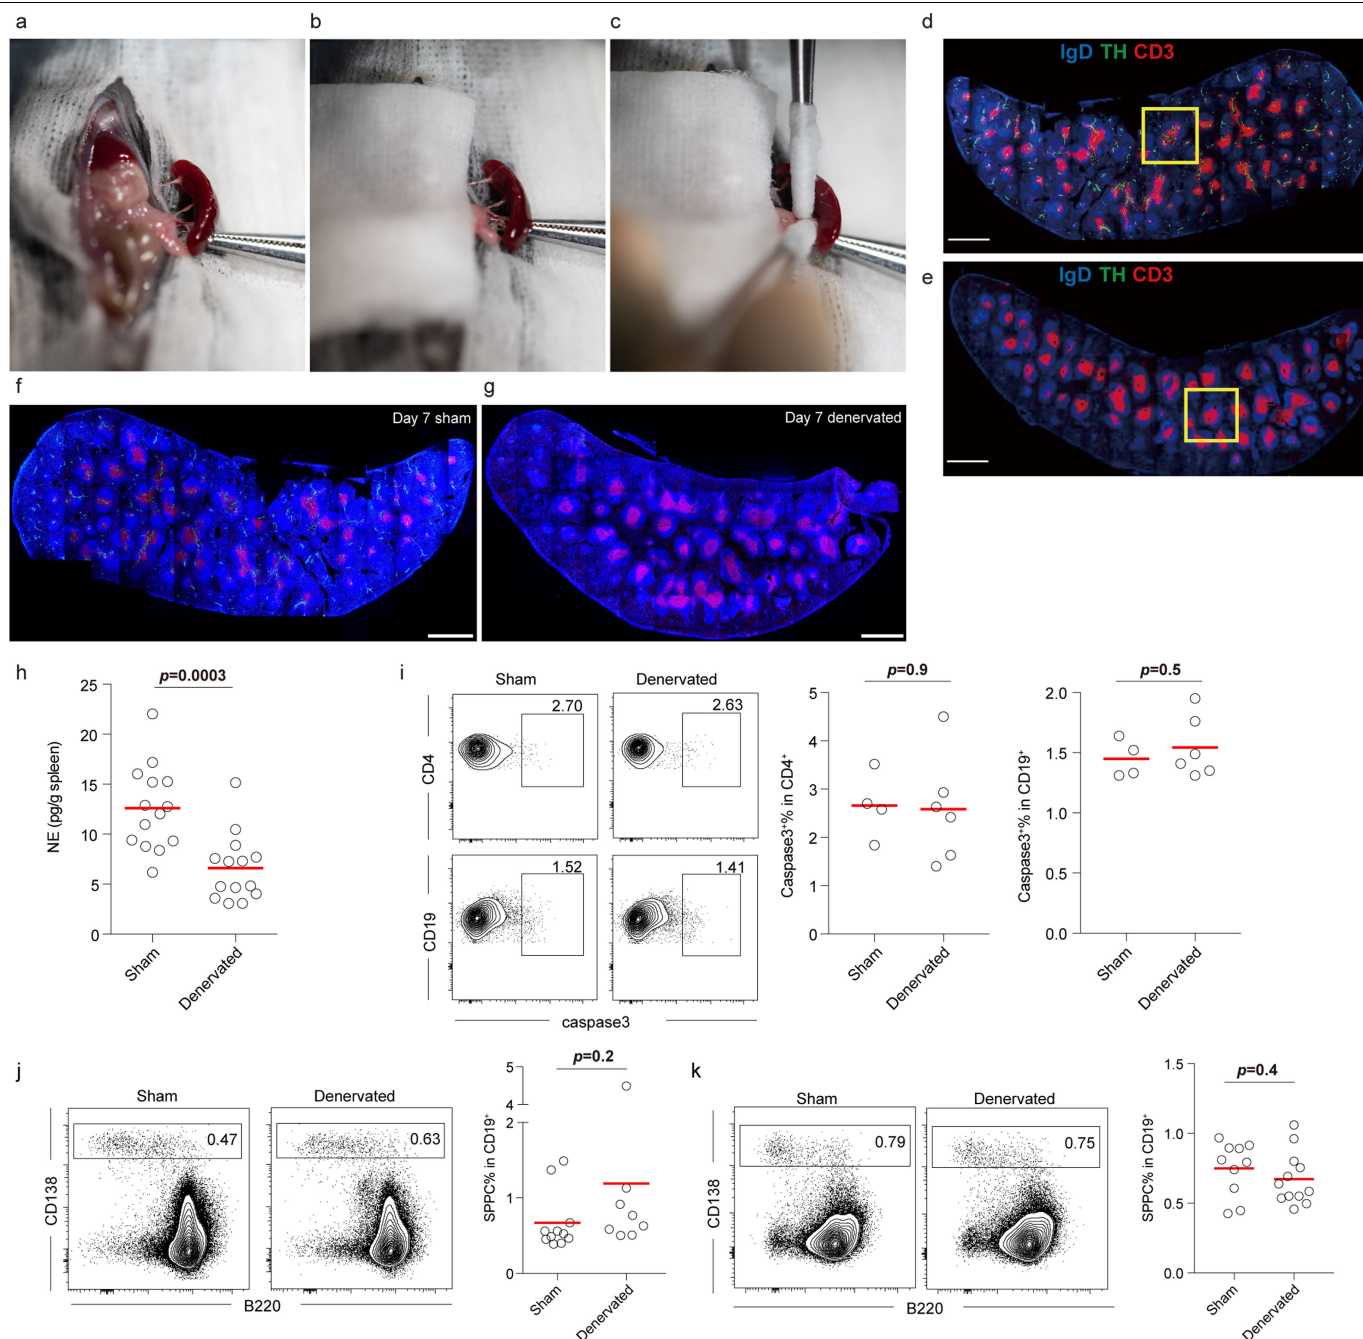 a
b
c
d
IgD TH CD3
e
IgD TH CD3
f
Day 7 sham
g
Day 7 denervated
h
p=0.0003
25
20
15
10
5
0
NE (pg/g spleen)
Sham
Denervated
i
Sham
Denervated
2.70
2.63
CD4
1.52
1.41
CD19
caspase3
p=0.9
5
4
3
2
1
0
Caspase3⁺% in CD4⁺
Sham
Denervated
p=0.5
2.0
1.5
1.0
0.5
0.0
Caspase3⁺% in CD19⁺
Sham
Denervated
j
Sham
Denervated
0.47
0.63
CD138
B220
p=0.2
5
4
2
1
0
SPPC% in CD19⁺
Sham
Denervated
k
Sham
Denervated
0.79
0.75
CD138
B220
p=0.4
1.5
1.0
0.5
0.0
SPPC% in CD19⁺
Sham
Denervated